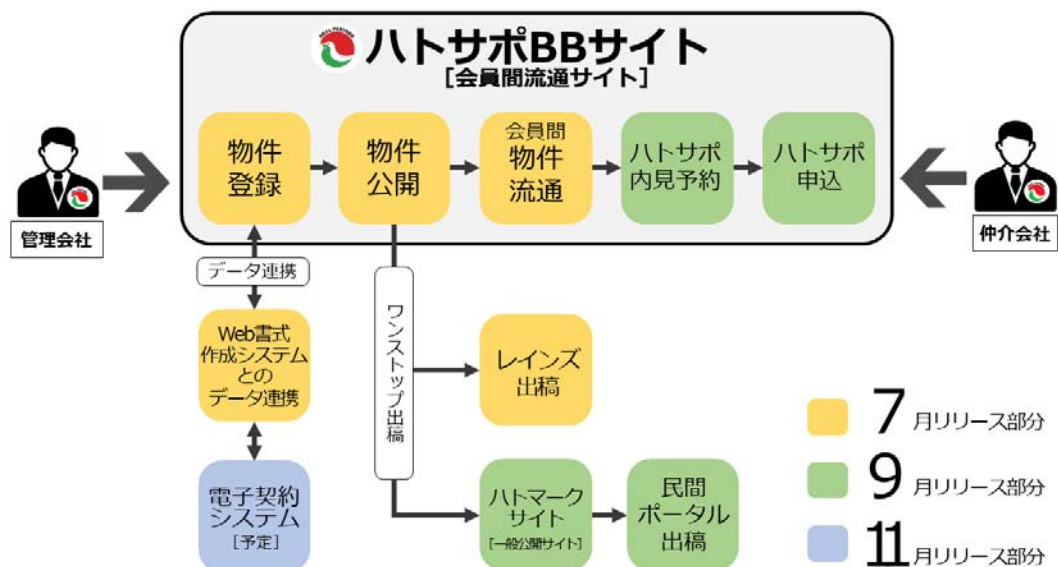 ハトサポBBサイト
[会員間流通サイト]
物件
登録
物件
公開
会員間
物件
流通
ハトサポ
内見予約
ハトサポ
申込
管理会社
仲介会社
データ連携
Web書式
作成システム
との
データ連携
電子契約
システム
[予定]
ワンストップ出稿
レインズ
出稿
ハトマーク
サイト
[一般公開サイト]
民間
ポータル
出稿
7月リリース部分
9月リリース部分
11月リリース部分